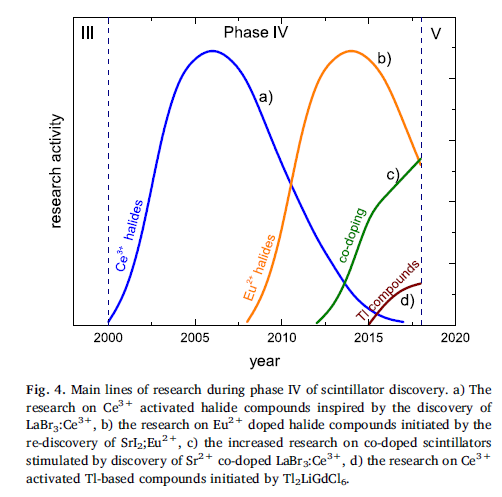 III
Phase IV
V
b)
a)
c)
research activity
Ce³⁺ halides
Eu²⁺ halides
co-doping
Tl compounds
d)
2000
2005
2010
2015
2020
year
Fig. 4. Main lines of research during phase IV of scintillator discovery. a) The
research on Ce³⁺ activated halide compounds inspired by the discovery of
LaBr₃:Ce³⁺, b) the research on Eu²⁺ doped halide compounds initiated by the
re-discovery of SrI₂;Eu²⁺, c) the increased research on co-doped scintillators
stimulated by discovery of Sr²⁺ co-doped LaBr₃:Ce³⁺, d) the research on Ce³⁺
activated Tl-based compounds initiated by Tl₂LiGdCl₆.